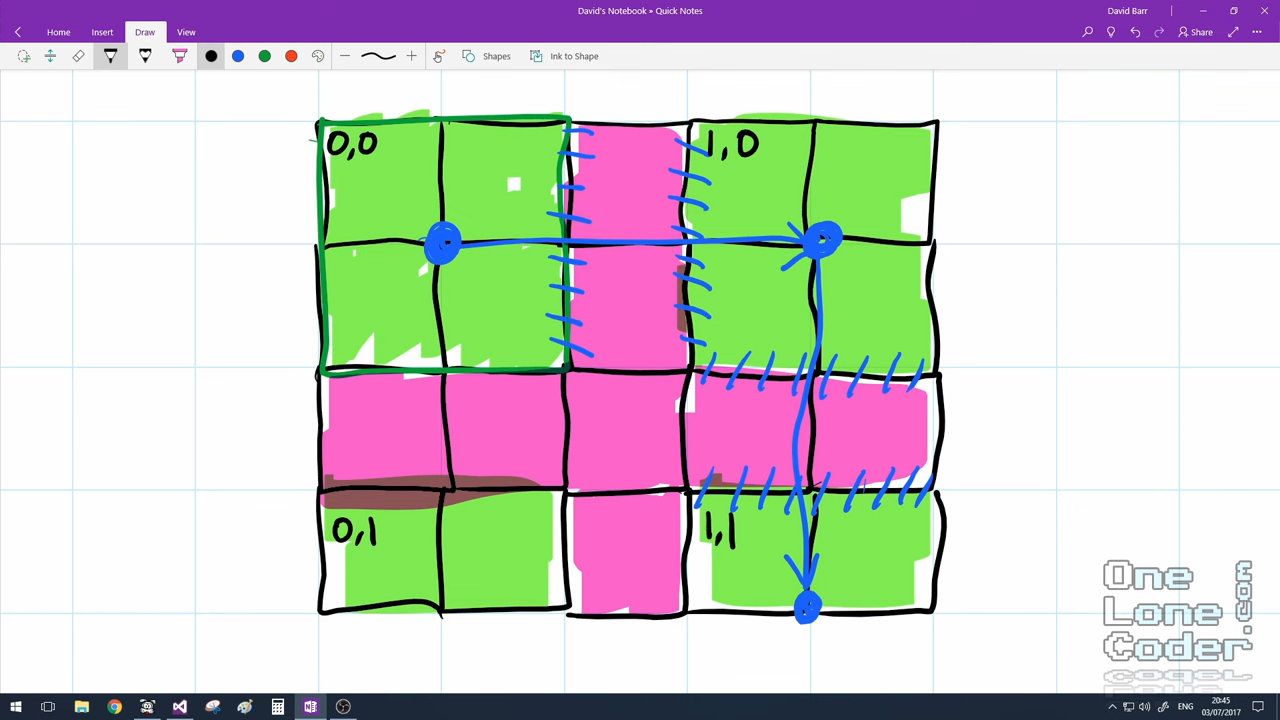 David's Notebook » Quick Notes
David Barr
Home Insert Draw View
Share
Shapes
Ink to Shape
0,0
1,0
0,1
1,1
One
Lone
Coder
.com
ENG
20:45
03/07/2017